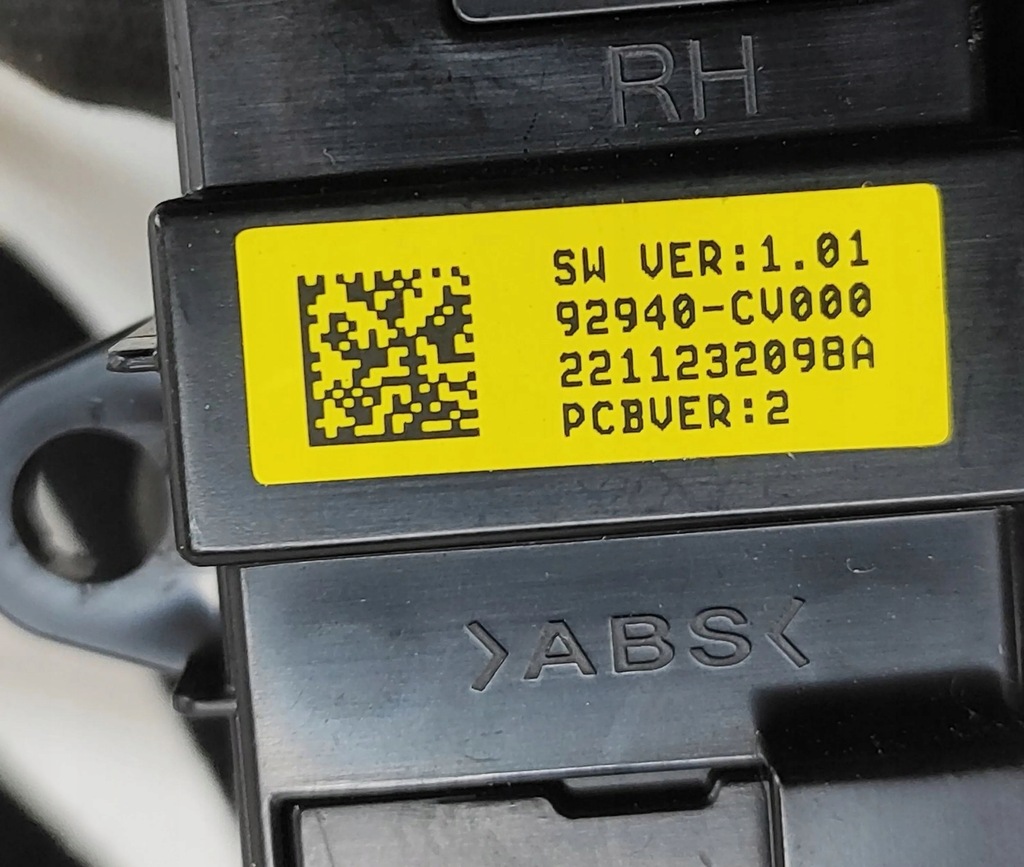 RH
SW VER:1.01
92940-CV000
2211232098A
PCBVER:2
>ABS<